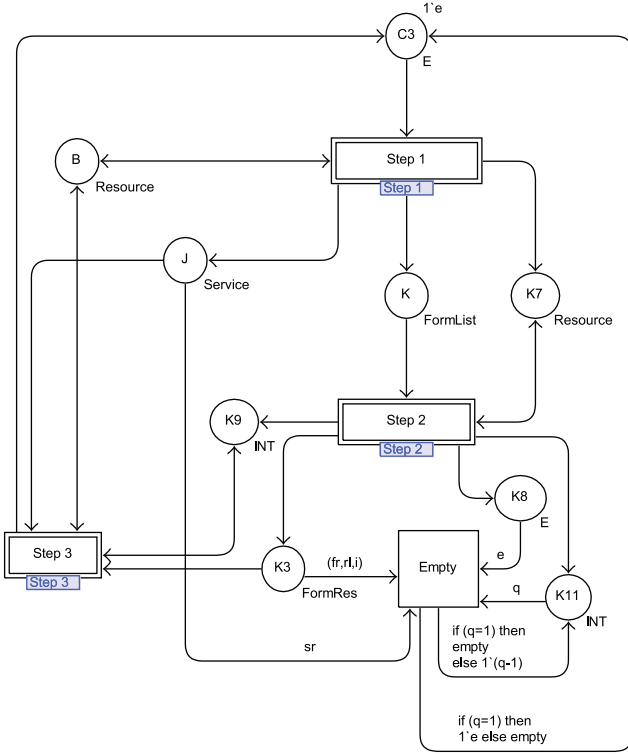 1`e
C3
E
B
Resource
Step 1
Step 1
J
Service
K
FormList
K7
Resource
K9
INT
Step 2
Step 2
K8
E
Step 3
Step 3
K3
FormRes
(fr,rl,i)
Empty
e
q
K11
INT
sr
if (q=1) then
empty
else 1`(q-1)
if (q=1) then
1`e else empty